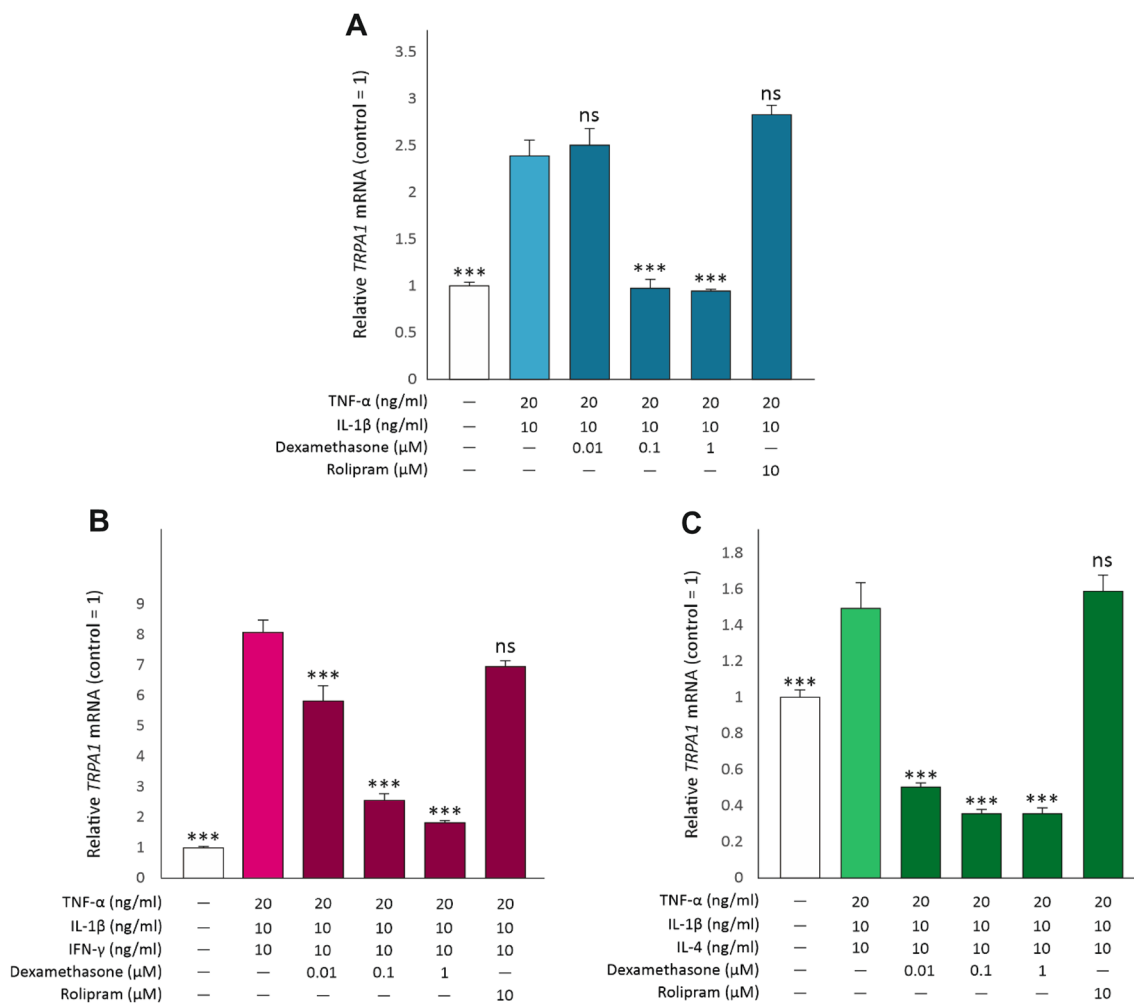 A
Relative TRPA1 mRNA (control = 1)
3.5
3
2.5
2
1.5
1
0.5
0
*** ns *** *** ns
TNF-α (ng/ml) — 20 20 20 20 20
IL-1β (ng/ml) — 10 10 10 10 10
Dexamethasone (μM) — — 0.01 0.1 1 —
Rolipram (μM) — — — — — 10
B
Relative TRPA1 mRNA (control = 1)
9
8
7
6
5
4
3
2
1
0
*** *** *** *** ns
TNF-α (ng/ml) — 20 20 20 20 20
IL-1β (ng/ml) — 10 10 10 10 10
IFN-γ (ng/ml) — 10 10 10 10 10
Dexamethasone (μM) — — 0.01 0.1 1 —
Rolipram (μM) — — — — — 10
C
Relative TRPA1 mRNA (control = 1)
1.8
1.6
1.4
1.2
1
0.8
0.6
0.4
0.2
0
*** *** *** *** ns
TNF-α (ng/ml) — 20 20 20 20 20
IL-1β (ng/ml) — 10 10 10 10 10
IL-4 (ng/ml) — 10 10 10 10 10
Dexamethasone (μM) — — 0.01 0.1 1 —
Rolipram (μM) — — — — — 10